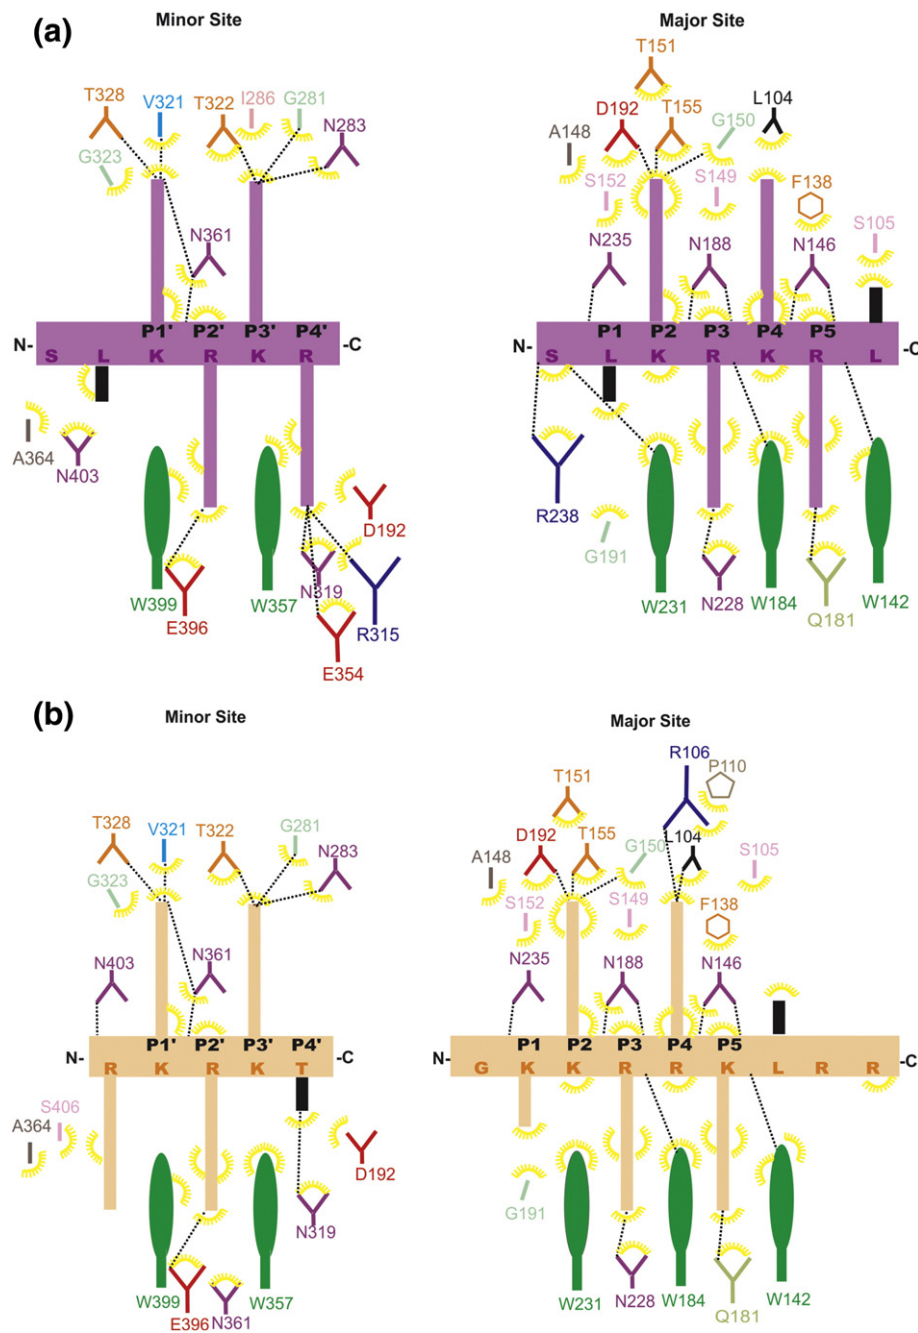 (a)
Minor Site
Major Site
T328
V321
T322
I286
G281
N283
G323
N361
P1' P2' P3' P4'
N- S L K R K R -C
A364
N403
W399
E396
W357
N319
D192
R315
E354
T151
D192
T155
G150
L104
A148
S152
S149
F138
S105
N235
N188
N146
P1 P2 P3 P4 P5
N- S L K R K R L -C
R238
G191
W231
N228
W184
Q181
W142
(b)
Minor Site
Major Site
T328
V321
T322
G281
N283
G323
N403
N361
P1' P2' P3' P4'
N- R K R K T -C
S406
A364
D192
N319
W399
E396
N361
W357
R106
P110
T151
D192
T155
G150
L104
A148
S105
S152
S149
F138
N235
N188
N146
P1 P2 P3 P4 P5
N- G K K R R K L R R -C
G191
W231
N228
W184
Q181
W142